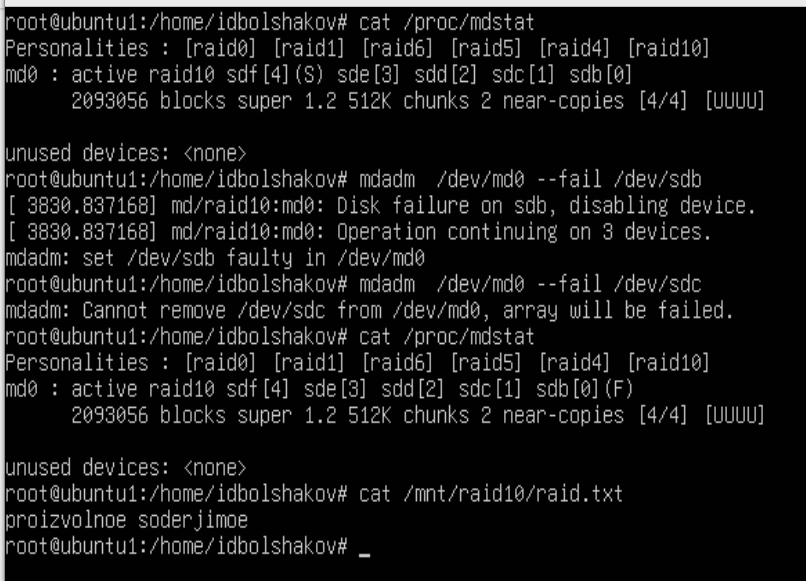 root@ubuntu1:/home/idbolshakov# cat /proc/mdstat
Personalities : [raid0] [raid1] [raid6] [raid5] [raid4] [raid10]
md0 : active raid10 sdf[4](S) sde[3] sdd[2] sdc[1] sdb[0]
      2093056 blocks super 1.2 512K chunks 2 near-copies [4/4] [UUUU]

unused devices: <none>
root@ubuntu1:/home/idbolshakov# mdadm  /dev/md0 --fail /dev/sdb
[ 3830.837168] md/raid10:md0: Disk failure on sdb, disabling device.
[ 3830.837168] md/raid10:md0: Operation continuing on 3 devices.
mdadm: set /dev/sdb faulty in /dev/md0
root@ubuntu1:/home/idbolshakov# mdadm  /dev/md0 --fail /dev/sdc
mdadm: Cannot remove /dev/sdc from /dev/md0, array will be failed.
root@ubuntu1:/home/idbolshakov# cat /proc/mdstat
Personalities : [raid0] [raid1] [raid6] [raid5] [raid4] [raid10]
md0 : active raid10 sdf[4] sde[3] sdd[2] sdc[1] sdb[0](F)
      2093056 blocks super 1.2 512K chunks 2 near-copies [4/4] [UUUU]

unused devices: <none>
root@ubuntu1:/home/idbolshakov# cat /mnt/raid10/raid.txt
proizvolnoe soderjimoe
root@ubuntu1:/home/idbolshakov# _